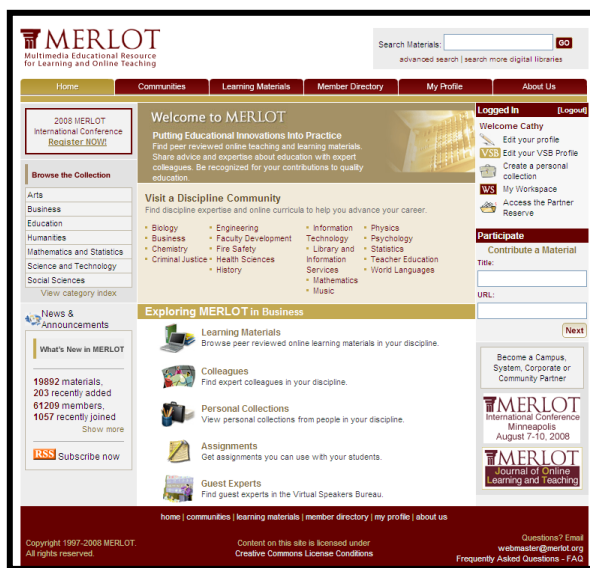 MERLOT
Multimedia Educational Resource
for Learning and Online Teaching
Search Materials:
GO
advanced search | search more digital libraries
Home
Communities
Learning Materials
Member Directory
My Profile
About Us
2008 MERLOT
International Conference
Register NOW!
Browse the Collection
Arts
Business
Education
Humanities
Mathematics and Statistics
Science and Technology
Social Sciences
View category index
News &
Announcements
What's New in MERLOT
19892 materials,
203 recently added
61209 members,
1057 recently joined
Show more
RSS Subscribe now
Welcome to MERLOT
Putting Educational Innovations Into Practice
Find peer reviewed online teaching and learning materials.
Share advice and expertise about education with expert
colleagues. Be recognized for your contributions to quality
education.
Visit a Discipline Community
Find discipline expertise and online curricula to help you advance your career.
Biology
Business
Chemistry
Criminal Justice
Engineering
Faculty Development
Fire Safety
Health Sciences
History
Information
Technology
Library and
Information
Services
Mathematics
Music
Physics
Psychology
Statistics
Teacher Education
World Languages
Exploring MERLOT in Business
Learning Materials
Browse peer reviewed online learning materials in your discipline.
Colleagues
Find expert colleagues in your discipline.
Personal Collections
View personal collections from people in your discipline.
Assignments
Get assignments you can use with your students.
Guest Experts
Find guest experts in the Virtual Speakers Bureau.
Logged In [Logout]
Welcome Cathy
Edit your profile
VSB Edit your VSB Profile
Create a personal
collection
WS My Workspace
Access the Partner
Reserve
Participate
Contribute a Material
Title:
URL:
Next
Become a Campus,
System, Corporate or
Community Partner
MERLOT
International Conference
Minneapolis
August 7-10, 2008
MERLOT
Journal of Online
Learning and Teaching
home | communities | learning materials | member directory | my profile | about us
Copyright 1997-2008 MERLOT.
All rights reserved.
Content on this site is licensed under
Creative Commons License Conditions
Questions? Email
webmaster@merlot.org
Frequently Asked Questions - FAQ